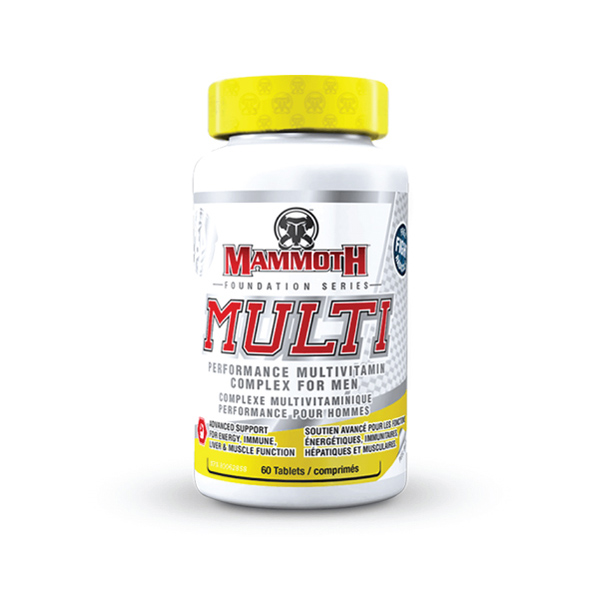 MAMMOTH
FOUNDATION SERIES
MULTI
PERFORMANCE MULTIVITAMIN
COMPLEX FOR MEN
COMPLEXE MULTIVITAMINIQUE
PERFORMANCE POUR HOMMES
ADVANCED SUPPORT
FOR ENERGY, IMMUNE,
LIVER & MUSCLE FUNCTION
SOUTIEN AVANCÉ POUR LES FONCTIONS
ÉNERGÉTIQUES, IMMUNITAIRES,
HÉPATIQUES ET MUSCULAIRES.
60 Tablets / comprimés